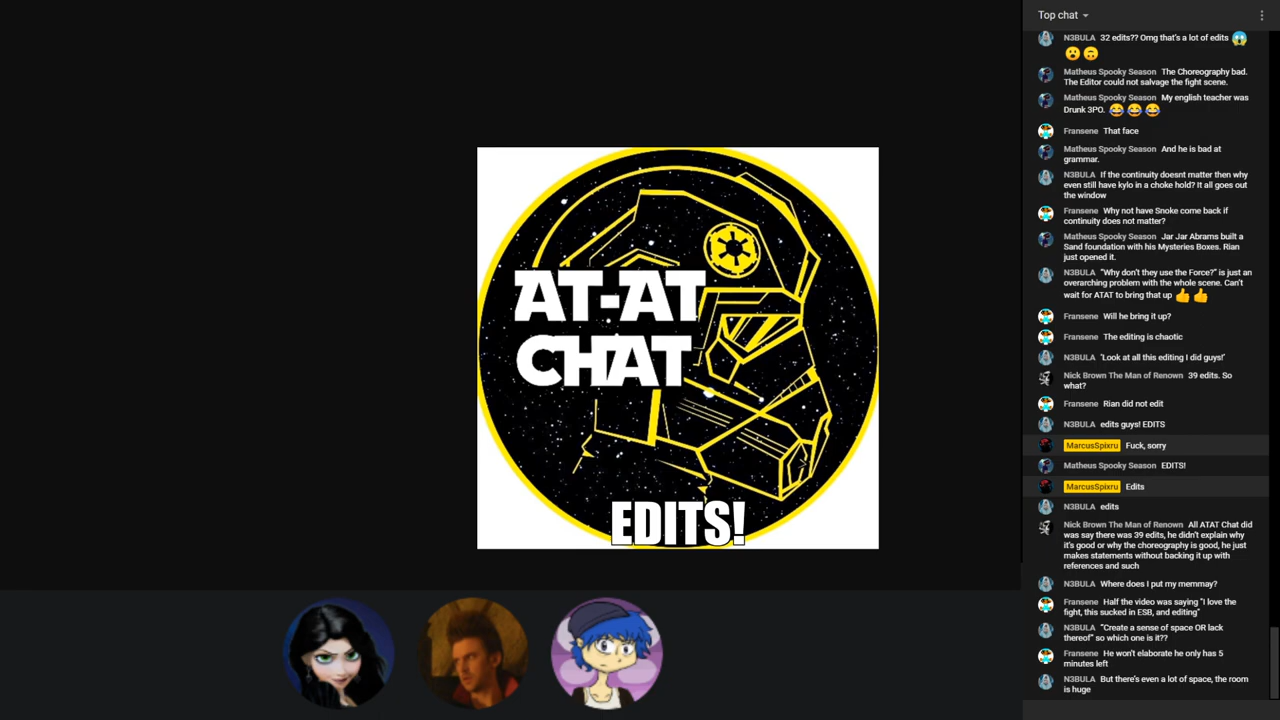 AT-AT
CHAT
EDITS!
Top chat
N3BULA 32 edits?? Omg that's a lot of edits 😱
😮 🙃
Matheus Spooky Season The Choreography bad.
The Editor could not salvage the fight scene.
Matheus Spooky Season My english teacher was
Drunk 3PO. 😂 😂 😂
Fransene That face
Matheus Spooky Season And he is bad at
grammar.
N3BULA If the continuity doesnt matter then why
even still have kylo in a choke hold? It all goes out
the window
Fransene Why not have Snoke come back if
continuity does not matter?
Matheus Spooky Season Jar Jar Abrams built a
Sand foundation with his Mysteries Boxes. Rian
just opened it.
N3BULA “Why don't they use the Force?” is just an
overarching problem with the whole scene. Can't
wait for ATAT to bring that up 👍 👍
Fransene Will he bring it up?
Fransene The editing is chaotic
N3BULA ‘Look at all this editing I did guys!’
Nick Brown The Man of Renown 39 edits. So
what?
Fransene Rian did not edit
N3BULA edits guys! EDITS
MarcusSpixru Fuck, sorry
Matheus Spooky Season EDITS!
MarcusSpixru Edits
N3BULA edits
Nick Brown The Man of Renown All ATAT Chat did
was say there was 39 edits, he didn't explain why
it's good or why the choreography is good, he just
makes statements without backing it up with
references and such
N3BULA Where does I put my memmay?
Fransene Half the video was saying "I love the
fight, this sucked in ESB, and editing"
N3BULA “Create a sense of space OR lack
thereof” so which one is it??
Fransene He won't elaborate he only has 5
minutes left
N3BULA But there's even a lot of space, the room
is huge